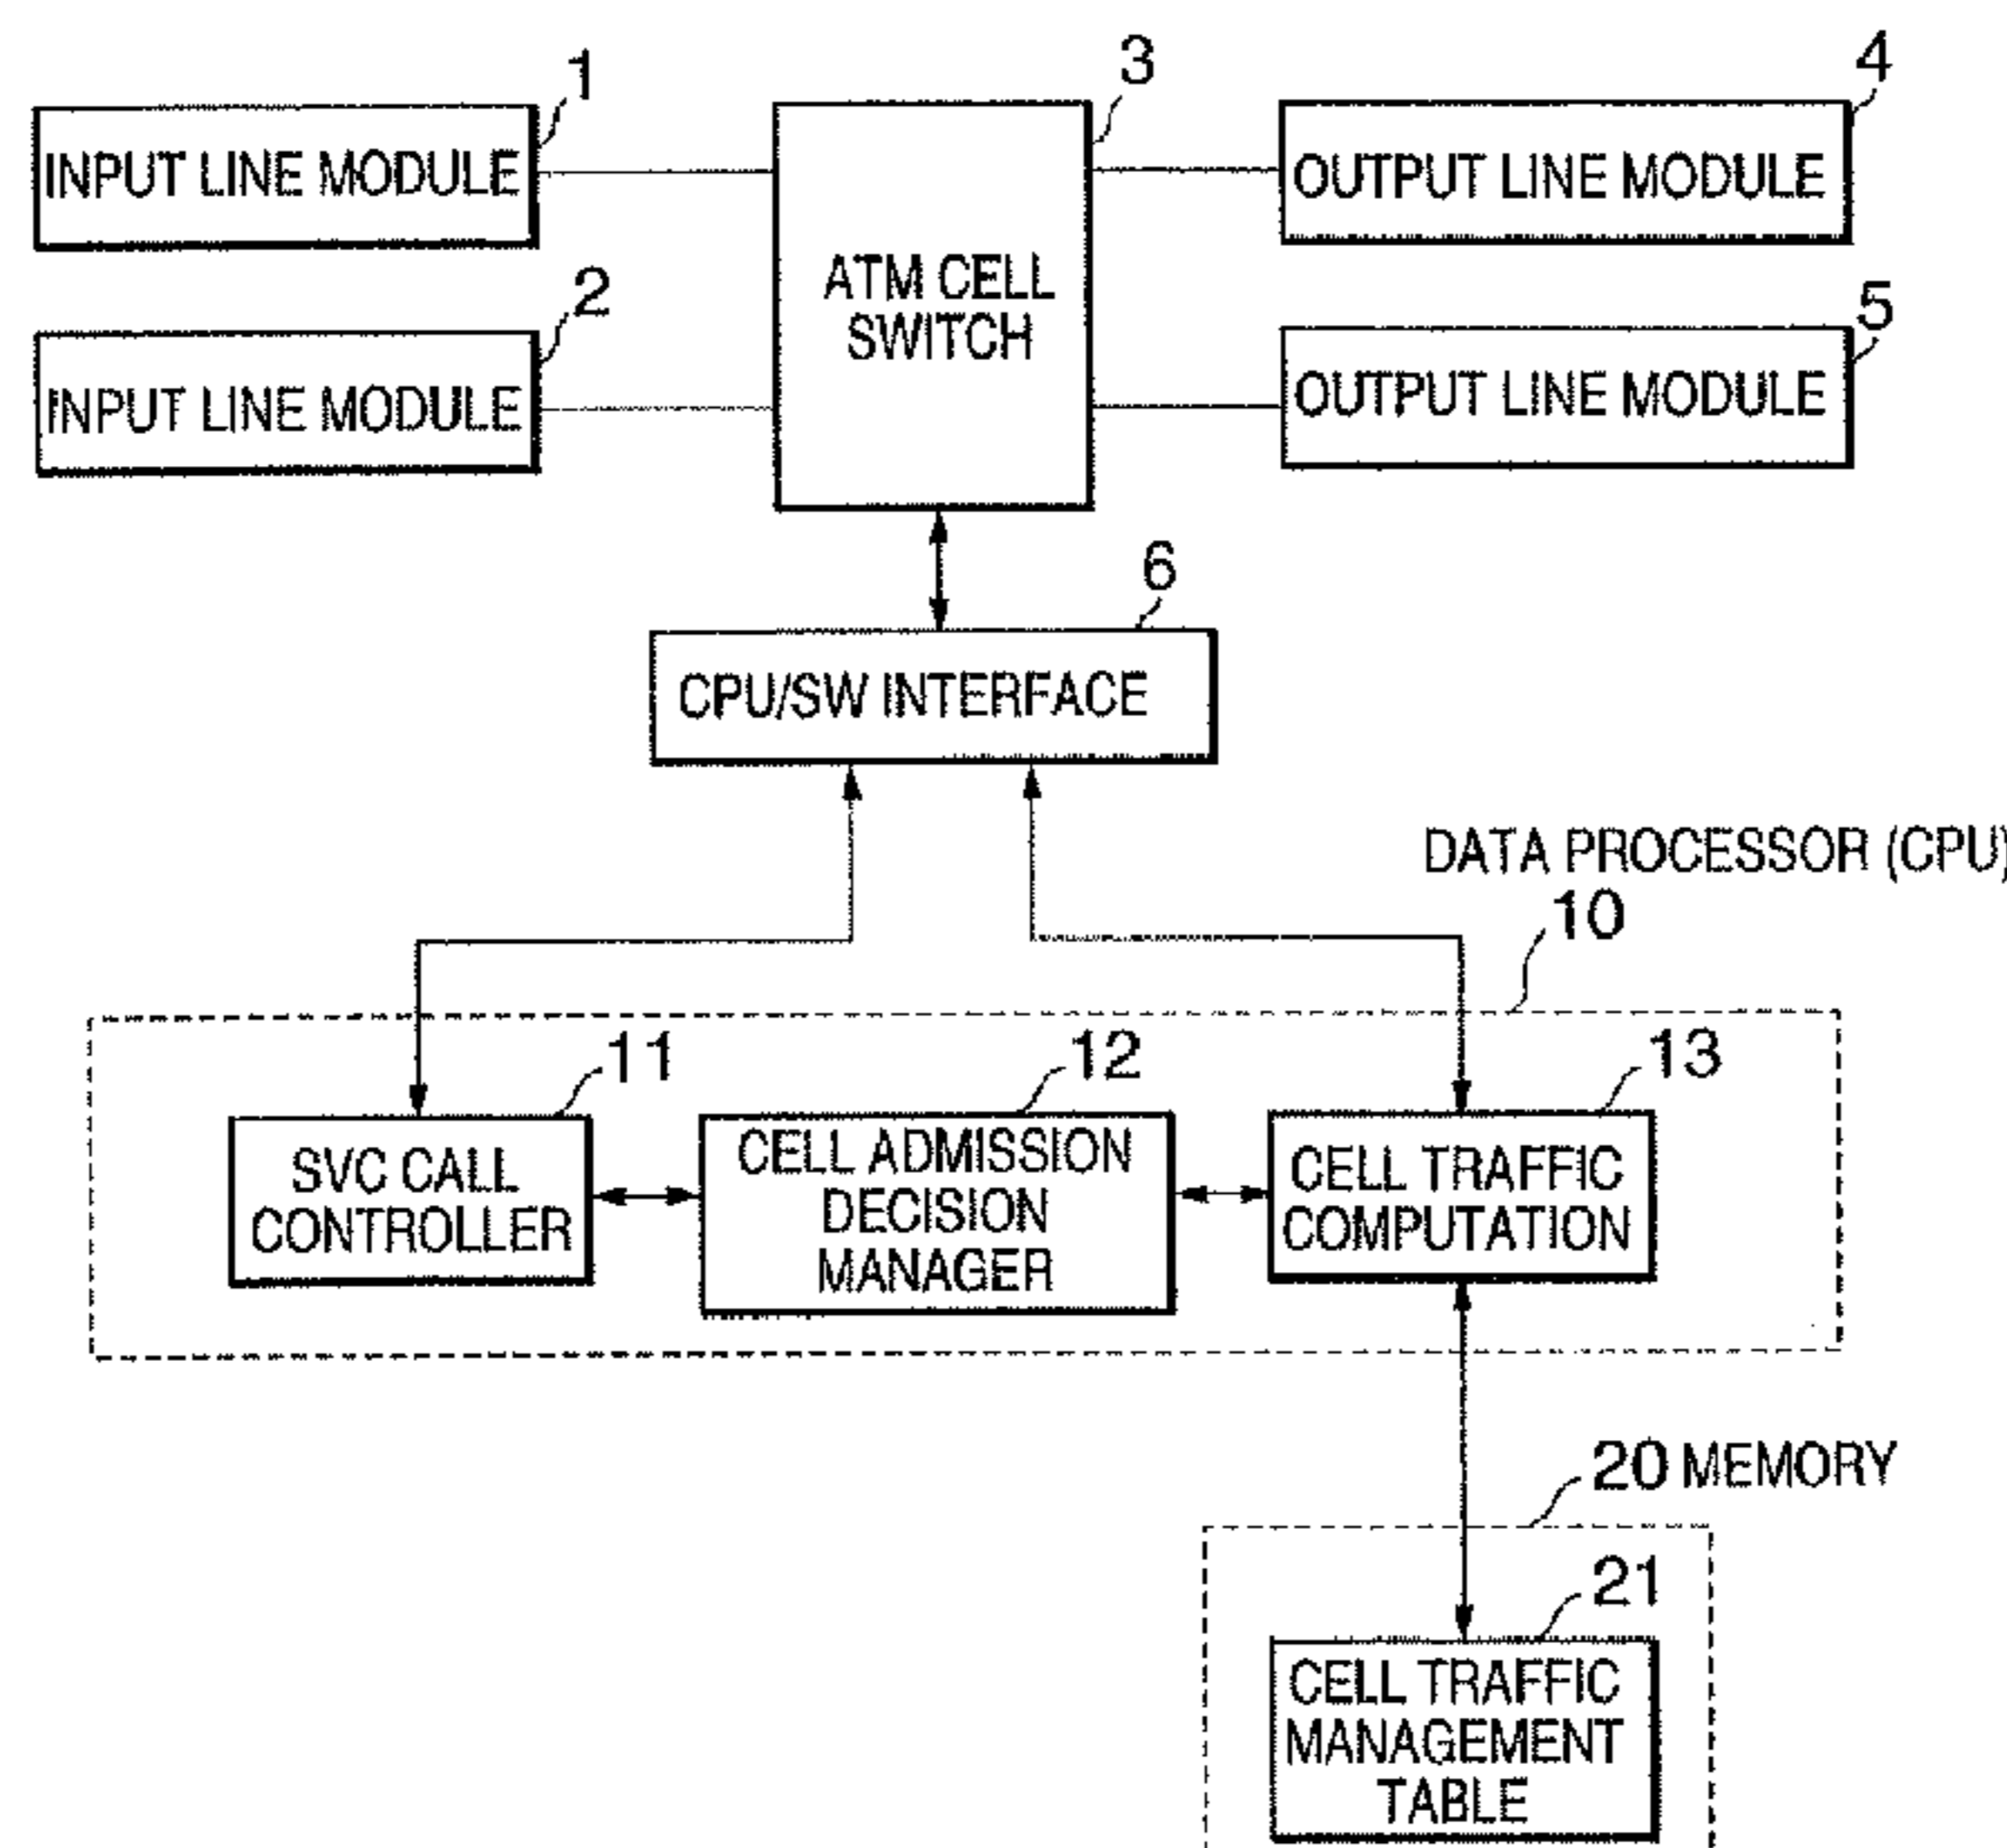 1
3
4
INPUT LINE MODULE
OUTPUT LINE MODULE
ATM CELL
SWITCH
2
5
INPUT LINE MODULE
OUTPUT LINE MODULE
6
CPU/SW INTERFACE
DATA PROCESSOR (CPU)
10
11
12
13
SVC CALL
CONTROLLER
CELL ADMISSION
DECISION
MANAGER
CELL TRAFFIC
COMPUTATION
20 MEMORY
21
CELL TRAFFIC
MANAGEMENT
TABLE